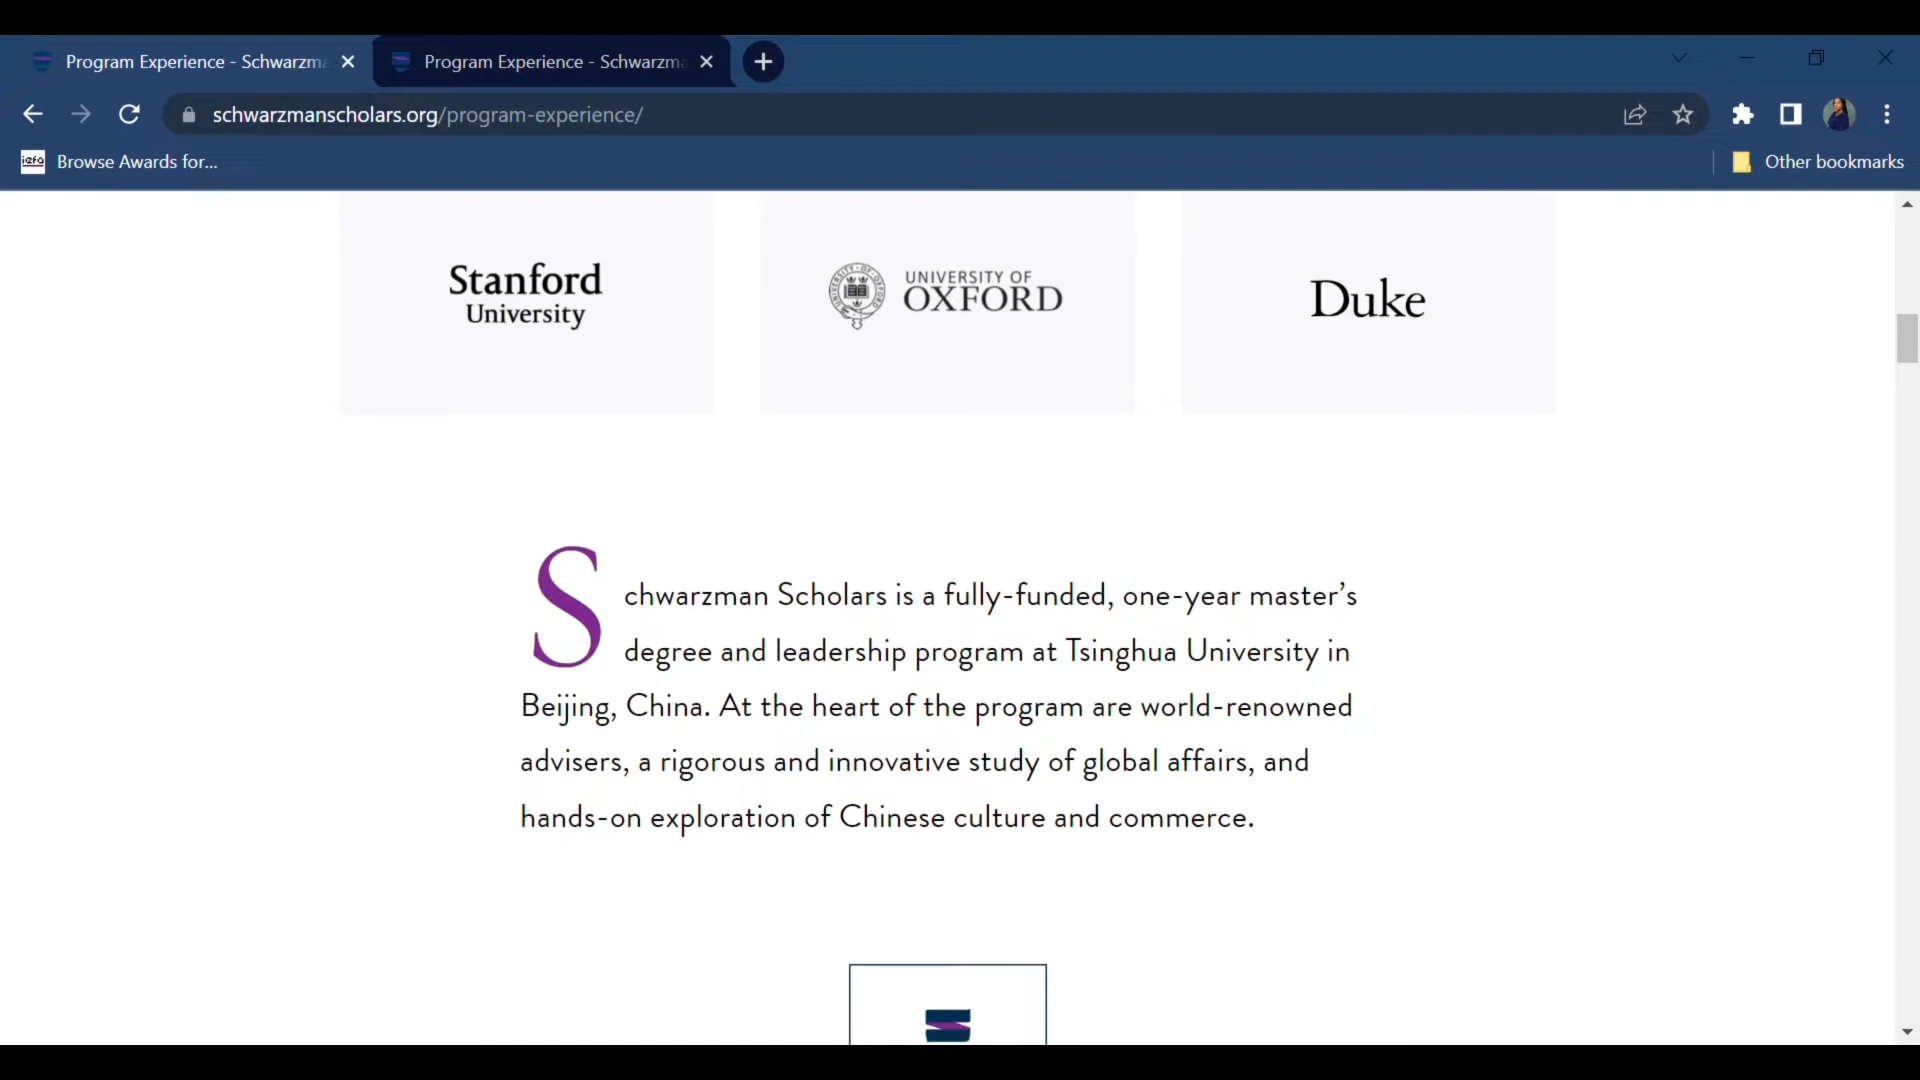 Program Experience - Schwarzma
Program Experience - Schwarzma
schwarzmanscholars.org/program-experience/
iefa
Browse Awards for...
Other bookmarks
Stanford
University
UNIVERSITY OF
OXFORD
Duke
Schwarzman Scholars is a fully-funded, one-year master’s
degree and leadership program at Tsinghua University in
Beijing, China. At the heart of the program are world-renowned
advisers, a rigorous and innovative study of global affairs, and
hands-on exploration of Chinese culture and commerce.